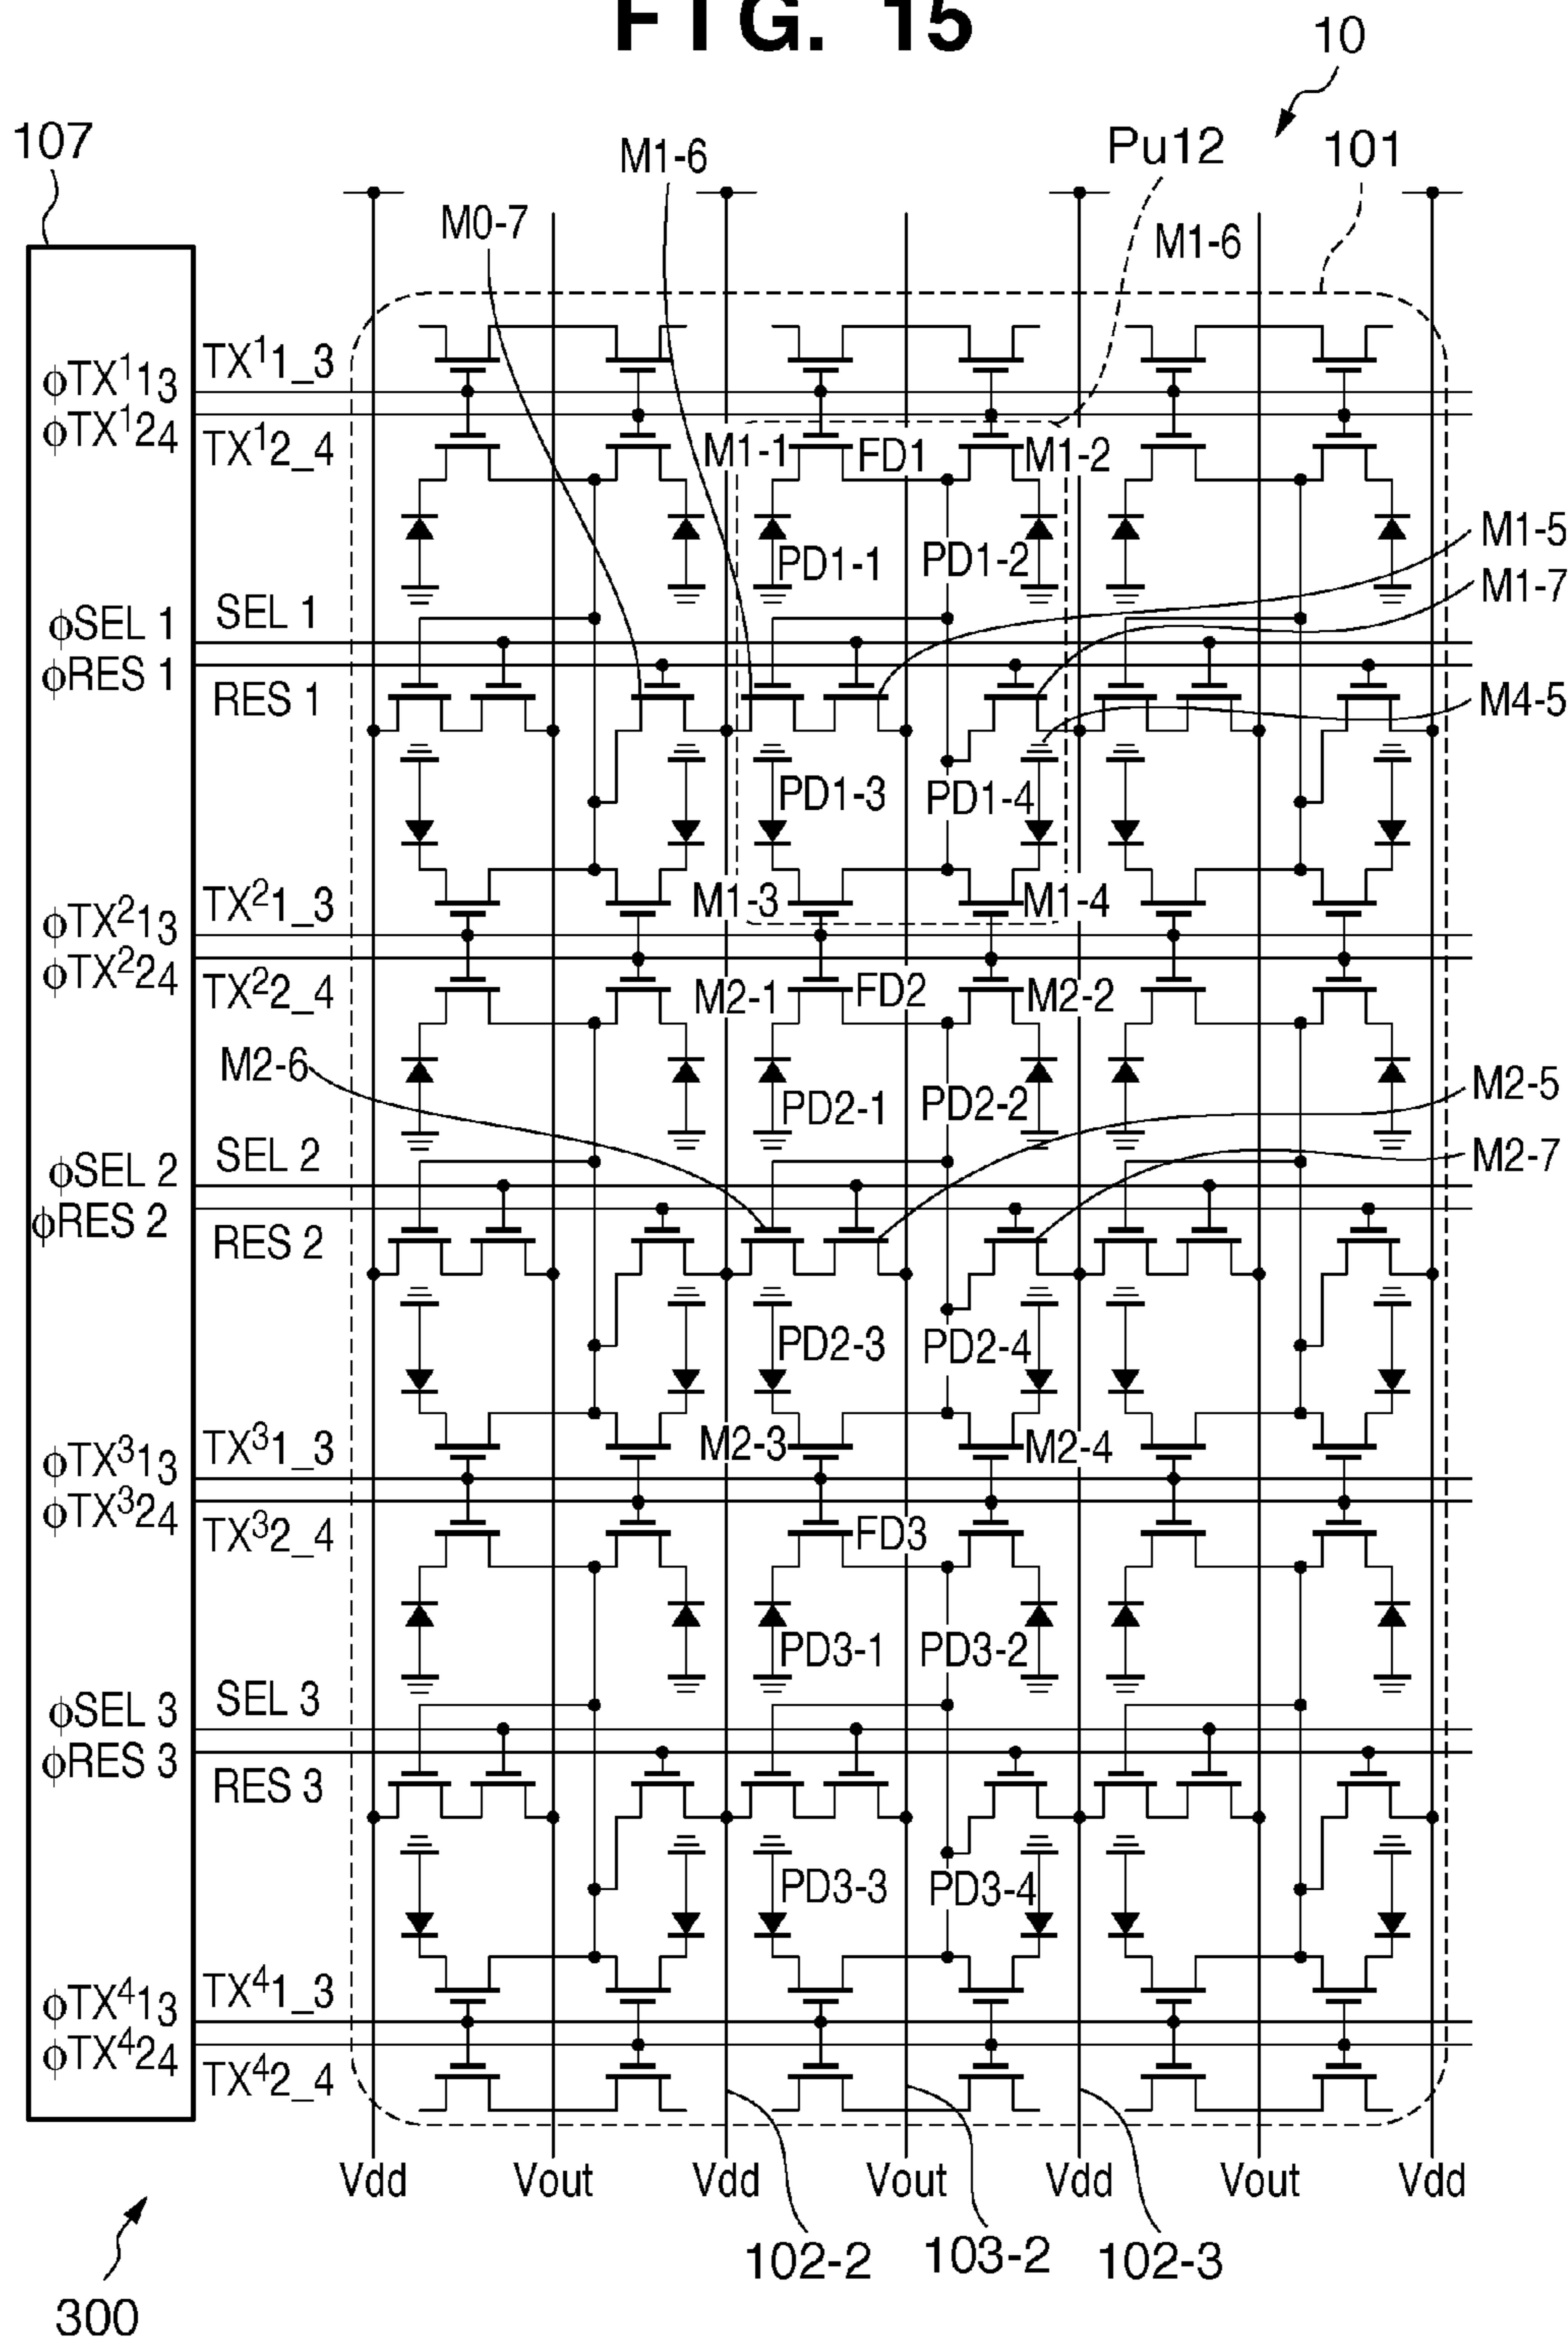 FIG. 15
10
107
Pu12
101
M1-6
M0-7
M1-6
TX¹1_3
ϕTX¹13
ϕTX¹24
TX¹2_4
M1-1
FD1
M1-2
M1-5
PD1-1
PD1-2
M1-7
SEL 1
ϕSEL 1
ϕRES 1
RES 1
M4-5
PD1-3
PD1-4
TX²1_3
M1-3
M1-4
ϕTX²13
ϕTX²24
TX²2_4
M2-1
FD2
M2-2
M2-6
M2-5
PD2-1
PD2-2
SEL 2
ϕSEL 2
M2-7
ϕRES 2
RES 2
PD2-3
PD2-4
TX³1_3
M2-3
M2-4
ϕTX³13
ϕTX³24
TX³2_4
FD3
PD3-1
PD3-2
SEL 3
ϕSEL 3
ϕRES 3
RES 3
PD3-3
PD3-4
TX⁴1_3
ϕTX⁴13
ϕTX⁴24
TX⁴2_4
Vdd
Vout
Vdd
Vout
Vdd
Vout
Vdd
102-2
103-2
102-3
300